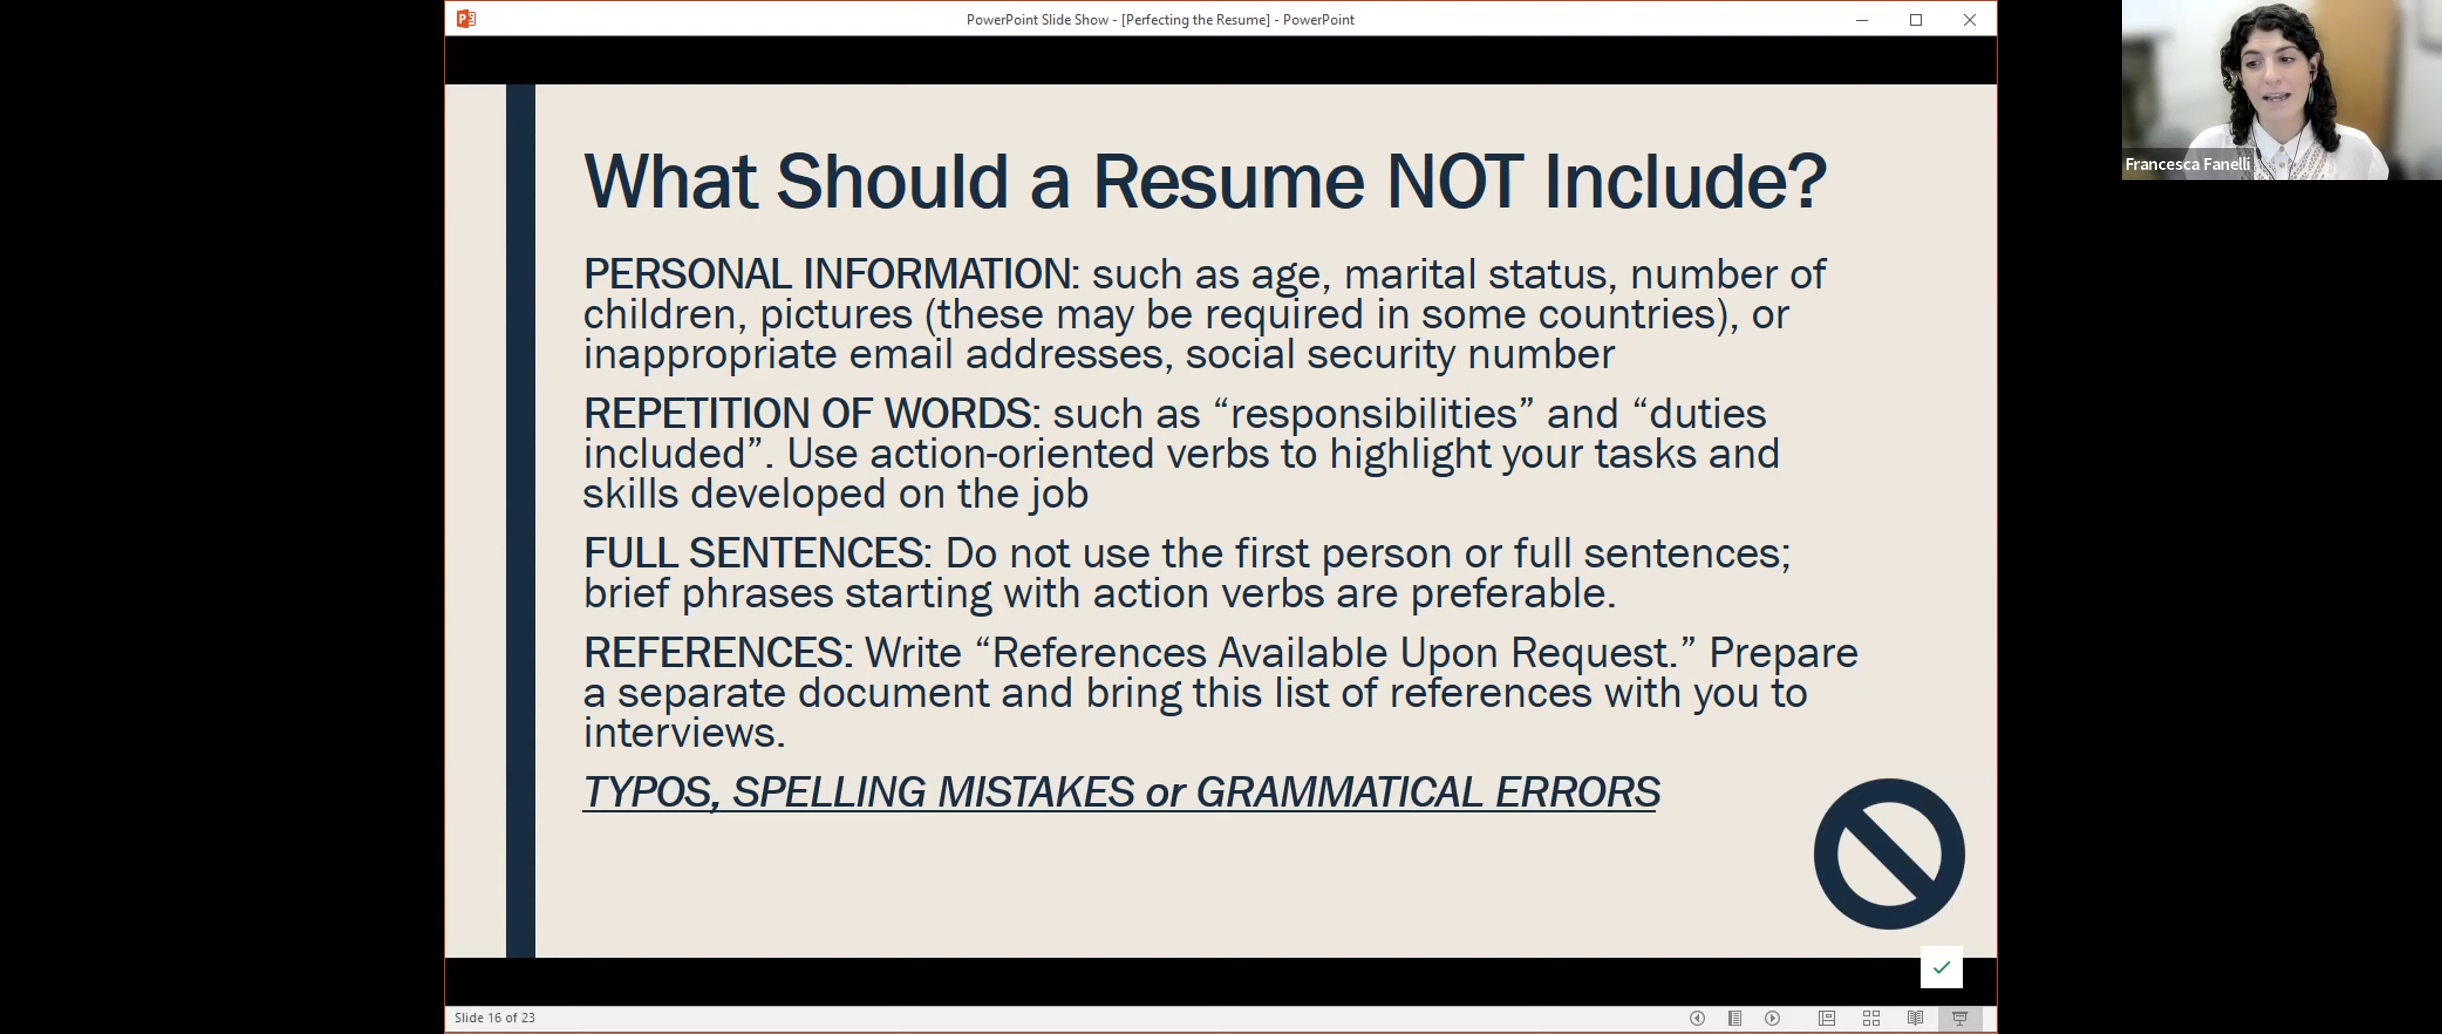 PowerPoint Slide Show - [Perfecting the Resume] - PowerPoint
Francesca Fanelli
What Should a Resume NOT Include?
PERSONAL INFORMATION: such as age, marital status, number of
children, pictures (these may be required in some countries), or
inappropriate email addresses, social security number
REPETITION OF WORDS: such as “responsibilities” and “duties
included”. Use action-oriented verbs to highlight your tasks and
skills developed on the job
FULL SENTENCES: Do not use the first person or full sentences;
brief phrases starting with action verbs are preferable.
REFERENCES: Write “References Available Upon Request.” Prepare
a separate document and bring this list of references with you to
interviews.
TYPOS, SPELLING MISTAKES or GRAMMATICAL ERRORS
Slide 16 of 23